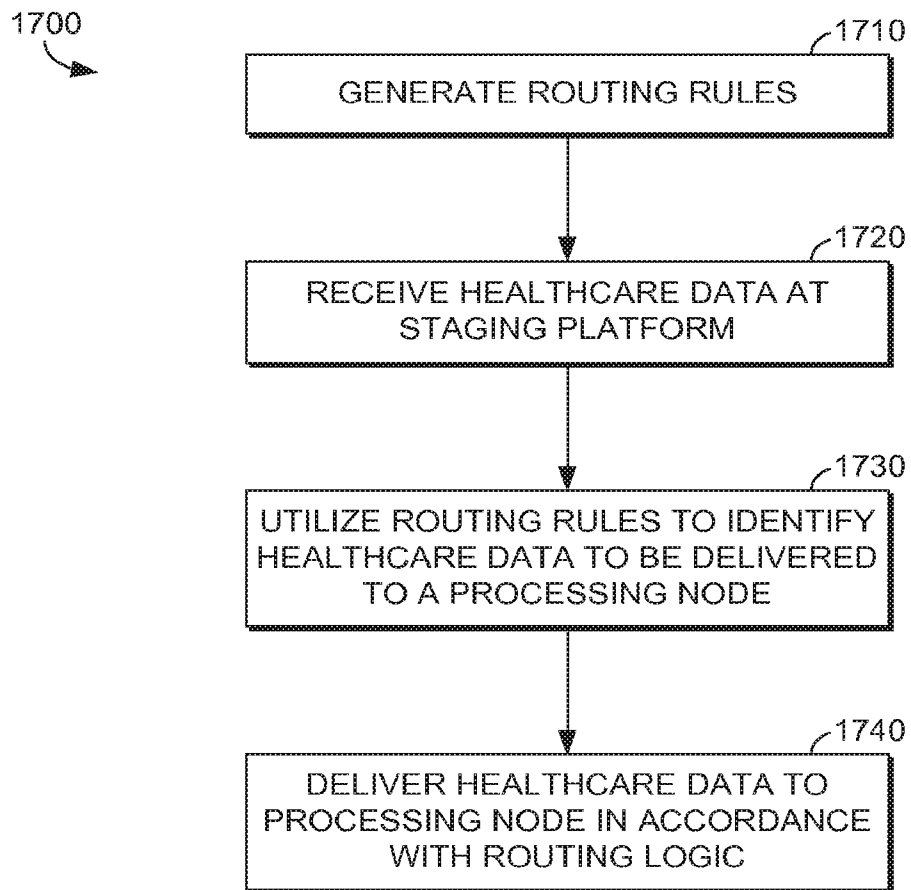 1700
1710
GENERATE ROUTING RULES
1720
RECEIVE HEALTHCARE DATA AT
STAGING PLATFORM
1730
UTILIZE ROUTING RULES TO IDENTIFY
HEALTHCARE DATA TO BE DELIVERED
TO A PROCESSING NODE
1740
DELIVER HEALTHCARE DATA TO
PROCESSING NODE IN ACCORDANCE
WITH ROUTING LOGIC